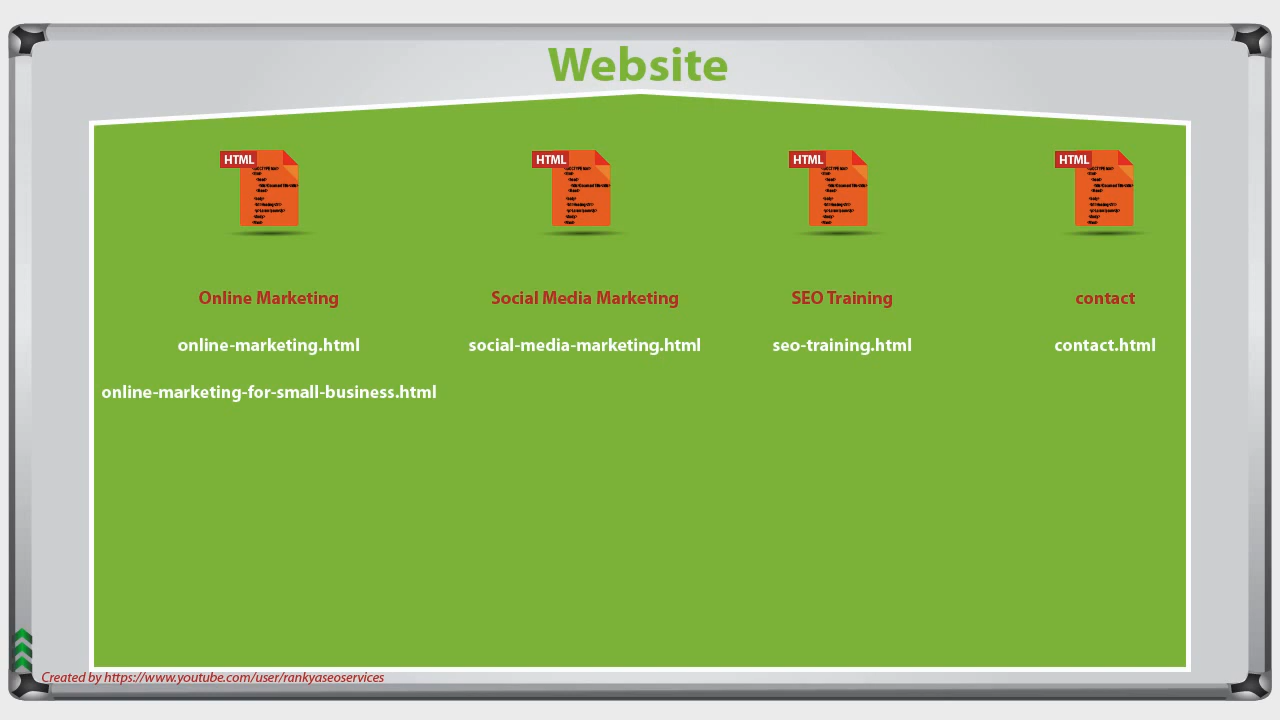 Website
HTML
HTML
HTML
HTML
Online Marketing
Social Media Marketing
SEO Training
contact
online-marketing.html
social-media-marketing.html
seo-training.html
contact.html
online-marketing-for-small-business.html
Created by https://www.youtube.com/user/rankyaseoservices